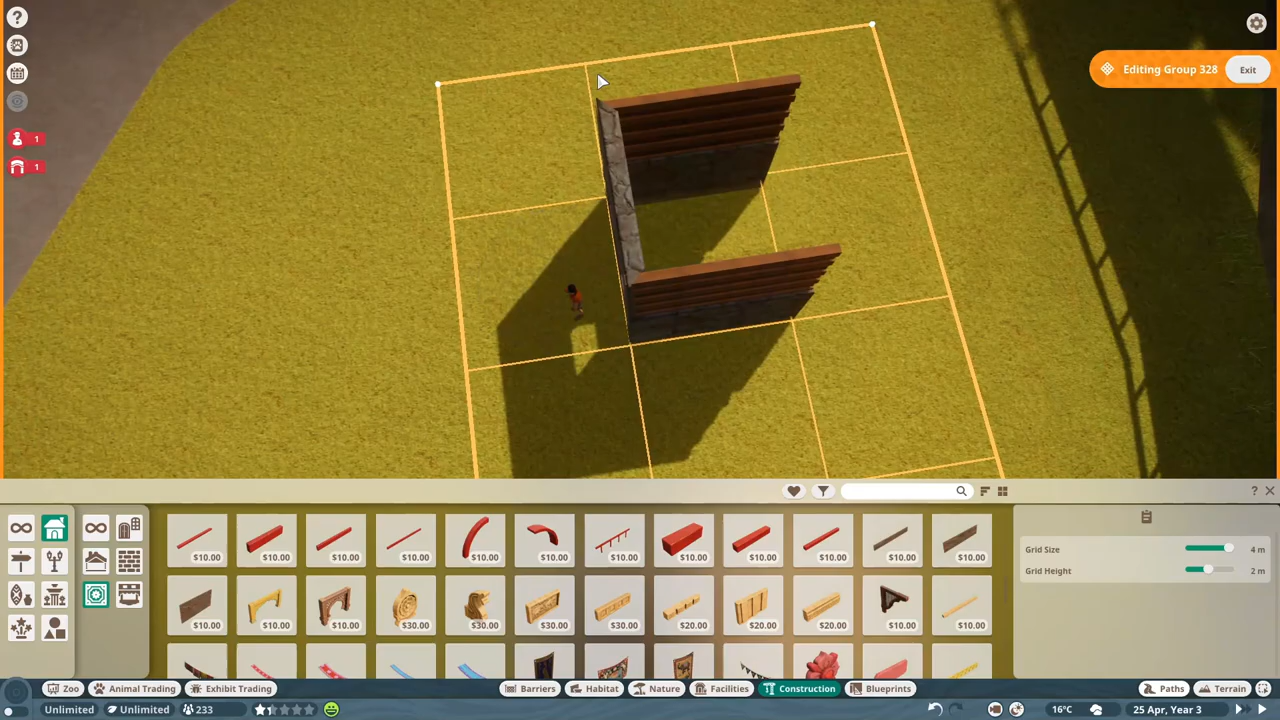 ?
Editing Group 328
Exit
1
1
?
Grid Size
4 m
Grid Height
2 m
$10.00 $10.00 $10.00 $10.00 $10.00 $10.00 $10.00 $10.00 $10.00 $10.00 $10.00 $10.00
$10.00 $10.00 $10.00 $30.00 $30.00 $30.00 $30.00 $20.00 $20.00 $20.00 $10.00 $10.00
Zoo
Animal Trading
Exhibit Trading
Barriers
Habitat
Nature
Facilities
Construction
Blueprints
Paths
Terrain
Unlimited
Unlimited
233
16°C
25 Apr, Year 3